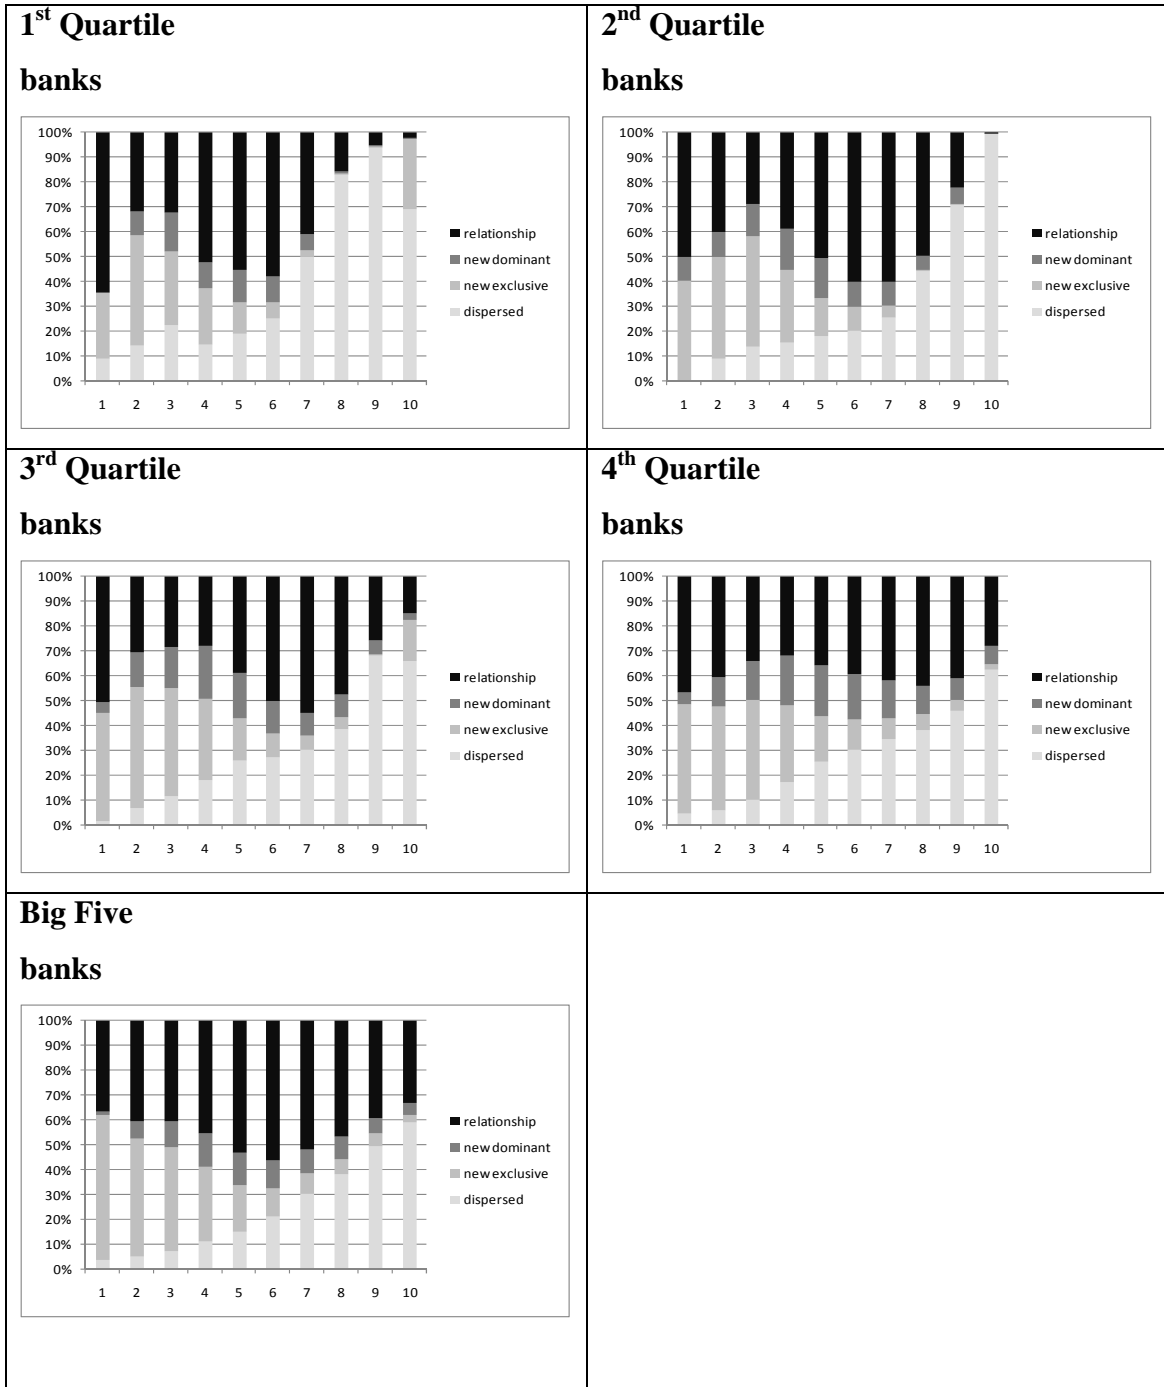 1st Quartile
banks
100%
90%
80%
70%
60%
50%
40%
30%
20%
10%
0%
1 2 3 4 5 6 7 8 9 10
relationship
new dominant
new exclusive
dispersed
2nd Quartile
banks
100%
90%
80%
70%
60%
50%
40%
30%
20%
10%
0%
1 2 3 4 5 6 7 8 9 10
relationship
new dominant
new exclusive
dispersed
3rd Quartile
banks
100%
90%
80%
70%
60%
50%
40%
30%
20%
10%
0%
1 2 3 4 5 6 7 8 9 10
relationship
new dominant
new exclusive
dispersed
4th Quartile
banks
100%
90%
80%
70%
60%
50%
40%
30%
20%
10%
0%
1 2 3 4 5 6 7 8 9 10
relationship
new dominant
new exclusive
dispersed
Big Five
banks
100%
90%
80%
70%
60%
50%
40%
30%
20%
10%
0%
1 2 3 4 5 6 7 8 9 10
relationship
new dominant
new exclusive
dispersed